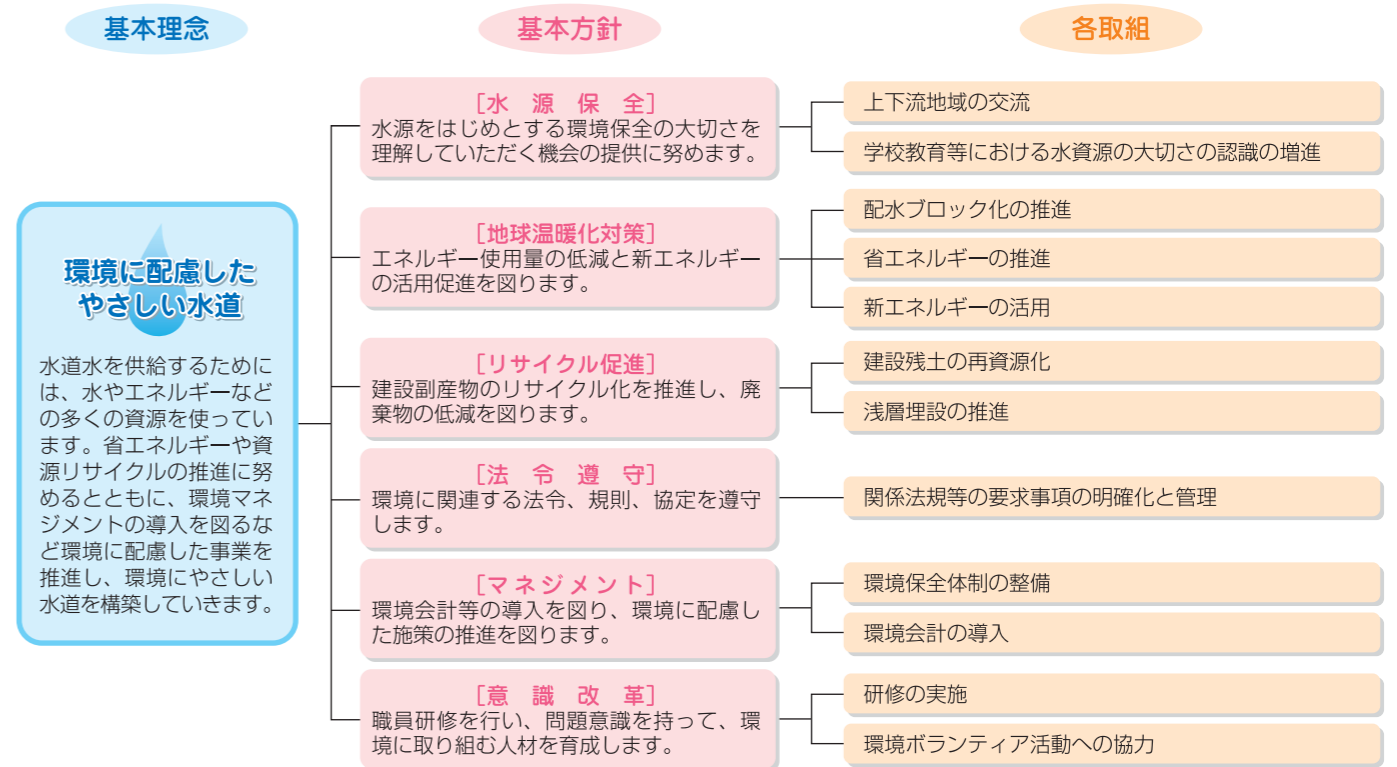 基本理念
基本方針
各取組
環境に配慮した
やさしい水道
水道水を供給するために
は、水やエネルギーなど
の多くの資源を使ってい
ます。省エネルギーや資
源リサイクルの推進に努
めるとともに、環境マネ
ジメントの導入を図るな
ど環境に配慮した事業を
推進し、環境にやさしい
水道を構築していきます。
[水　源　保　全]
水源をはじめとする環境保全の大切さを
理解していただく機会の提供に努めます。
上下流地域の交流
学校教育等における水資源の大切さの認識の増進
[地球温暖化対策]
エネルギー使用量の低減と新エネルギー
の活用促進を図ります。
配水ブロック化の推進
省エネルギーの推進
新エネルギーの活用
[リサイクル促進]
建設副産物のリサイクル化を推進し、廃
棄物の低減を図ります。
建設残土の再資源化
浅層埋設の推進
[法　令　遵　守]
環境に関連する法令、規則、協定を遵守
します。
関係法規等の要求事項の明確化と管理
[マネジメント]
環境会計等の導入を図り、環境に配慮し
た施策の推進を図ります。
環境保全体制の整備
環境会計の導入
[意　識　改　革]
職員研修を行い、問題意識を持って、環
境に取り組む人材を育成します。
研修の実施
環境ボランティア活動への協力